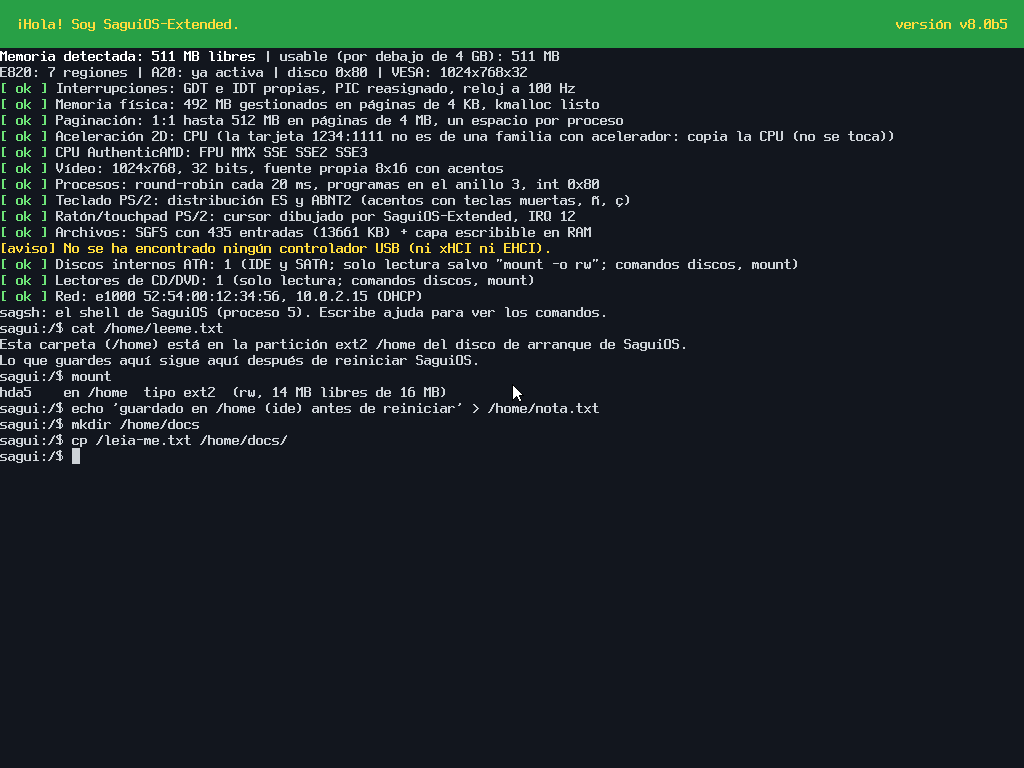 ¡Hola! Soy SaguiOS-Extended. versión v8.0b5
Memoria detectada: 511 MB libres | usable (por debajo de 4 GB): 511 MB
E820: 7 regiones | A20: ya activa | disco 0x80 | VESA: 1024x768x32
[ ok ] Interrupciones: GDT e IDT propias, PIC reasignado, reloj a 100 Hz
[ ok ] Memoria física: 492 MB gestionados en páginas de 4 KB, kmalloc listo
[ ok ] Paginación: 1:1 hasta 512 MB en páginas de 4 MB, un espacio por proceso
[ ok ] Aceleración 2D: CPU (la tarjeta 1234:1111 no es de una familia con acelerador: copia la CPU (no se toca))
[ ok ] CPU AuthenticAMD: FPU MMX SSE SSE2 SSE3
[ ok ] Vídeo: 1024x768, 32 bits, fuente propia 8x16 con acentos
[ ok ] Procesos: round-robin cada 20 ms, programas en el anillo 3, int 0x80
[ ok ] Teclado PS/2: distribución ES y ABNT2 (acentos con teclas muertas, ñ, ç)
[ ok ] Ratón/touchpad PS/2: cursor dibujado por SaguiOS-Extended, IRQ 12
[ ok ] Archivos: SGFS con 435 entradas (13661 KB) + capa escribible en RAM
[aviso] No se ha encontrado ningún controlador USB (ni xHCI ni EHCI).
[ ok ] Discos internos ATA: 1 (IDE y SATA; solo lectura salvo "mount -o rw"; comandos discos, mount)
[ ok ] Lectores de CD/DVD: 1 (solo lectura; comandos discos, mount)
[ ok ] Red: e1000 52:54:00:12:34:56, 10.0.2.15 (DHCP)
sagsh: el shell de SaguiOS (proceso 5). Escribe ajuda para ver los comandos.
sagui:/$ cat /home/leeme.txt
Esta carpeta (/home) está en la partición ext2 /home del disco de arranque de SaguiOS.
Lo que guardes aquí sigue aquí después de reiniciar SaguiOS.
sagui:/$ mount
hda5    en /home  tipo ext2  (rw, 14 MB libres de 16 MB)
sagui:/$ echo 'guardado en /home (ide) antes de reiniciar' > /home/nota.txt
sagui:/$ mkdir /home/docs
sagui:/$ cp /leia-me.txt /home/docs/
sagui:/$